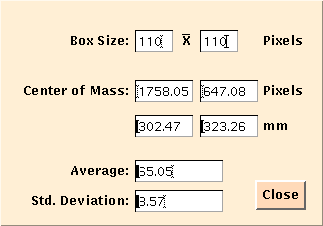 Box Size: 110 X 110 Pixels
Center of Mass: 1758.05 647.08 Pixels
302.47 323.26 mm
Average: 55.05
Std. Deviation: 3.57
Close